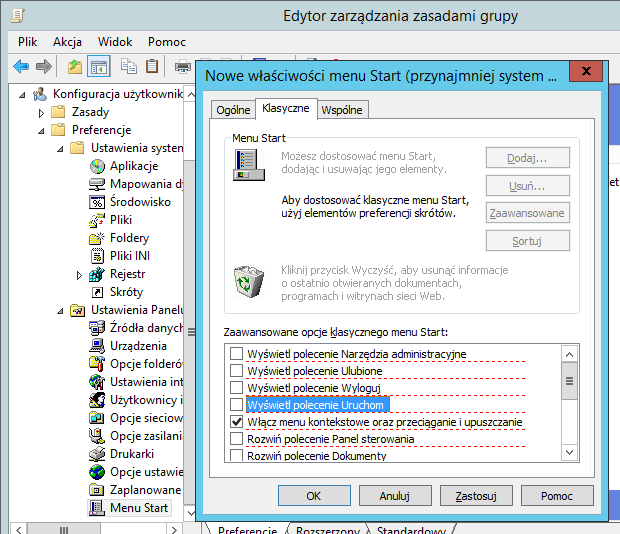 Edytor zarządzania zasadami grupy
Plik Akcja Widok Pomoc
Konfiguracja użytkownik
Zasady
Preferencje
Ustawienia system
Aplikacje
Mapowania dy
Środowisko
Pliki
Foldery
Pliki INI
Rejestr
Skróty
Ustawienia Panelu
Źródła danych
Urządzenia
Opcje folderów
Ustawienia int
Użytkownicy i
Opcje sieciow
Opcje zasilani
Drukarki
Opcje ustawie
Zaplanowane
Menu Start
Nowe właściwości menu Start (przynajmniej system ...
Ogólne Klasyczne Wspólne
Menu Start
Możesz dostosować menu Start,
dodając i usuwając jego elementy.
Aby dostosować klasyczne menu Start,
użyj elementów preferencji skrótów.
Dodaj...
Usuń...
Zaawansowane
Sortuj
Kliknij przycisk Wyczyść, aby usunąć informacje
o ostatnio otwieranych dokumentach,
programach i witrynach sieci Web.
Zaawansowane opcje klasycznego menu Start:
Wyświetl polecenie Narzędzia administracyjne
Wyświetl polecenie Ulubione
Wyświetl polecenie Wyloguj
Wyświetl polecenie Uruchom
Włącz menu kontekstowe oraz przeciąganie i upuszczanie
Rozwiń polecenie Panel sterowania
Rozwiń polecenie Dokumenty
OK Anuluj Zastosuj Pomoc
et
Preferencje Rozszerzony Standardowy